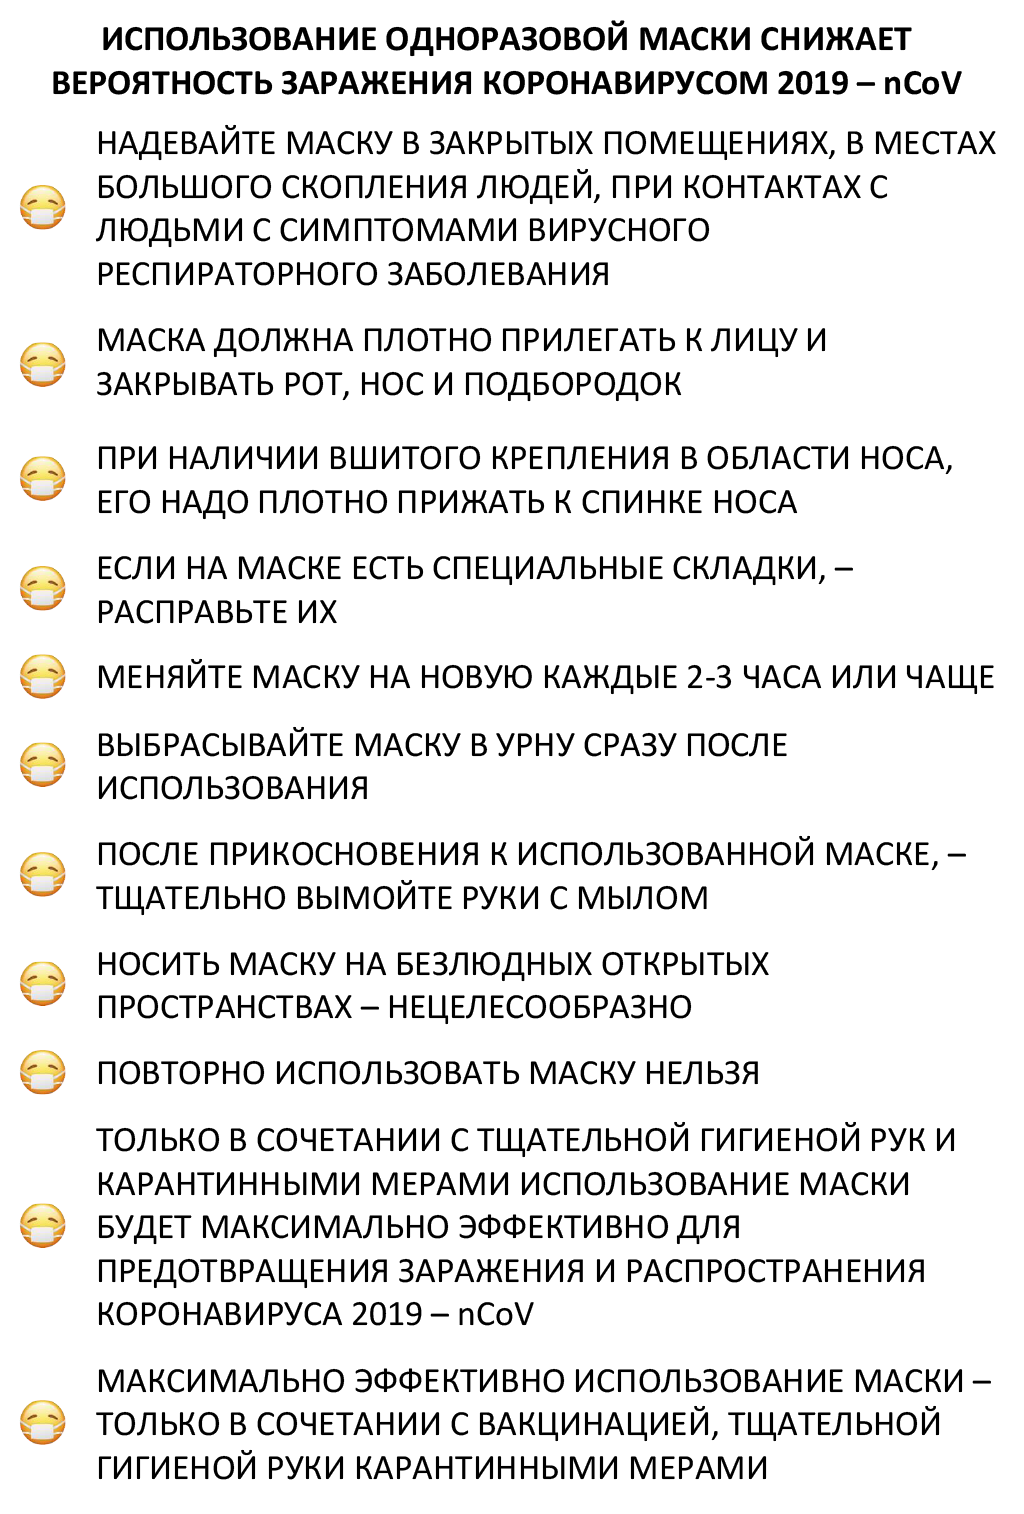 ИСПОЛЬЗОВАНИЕ ОДНОРАЗОВОЙ МАСКИ СНИЖАЕТ
ВЕРОЯТНОСТЬ ЗАРАЖЕНИЯ КОРОНАВИРУСОМ 2019 – nCoV
НАДЕВАЙТЕ МАСКУ В ЗАКРЫТЫХ ПОМЕЩЕНИЯХ, В МЕСТАХ
БОЛЬШОГО СКОПЛЕНИЯ ЛЮДЕЙ, ПРИ КОНТАКТАХ С
ЛЮДЬМИ С СИМПТОМАМИ ВИРУСНОГО
РЕСПИРАТОРНОГО ЗАБОЛЕВАНИЯ
МАСКА ДОЛЖНА ПЛОТНО ПРИЛЕГАТЬ К ЛИЦУ И
ЗАКРЫВАТЬ РОТ, НОС И ПОДБОРОДОК
ПРИ НАЛИЧИИ ВШИТОГО КРЕПЛЕНИЯ В ОБЛАСТИ НОСА,
ЕГО НАДО ПЛОТНО ПРИЖАТЬ К СПИНКЕ НОСА
ЕСЛИ НА МАСКЕ ЕСТЬ СПЕЦИАЛЬНЫЕ СКЛАДКИ, –
РАСПРАВЬТЕ ИХ
МЕНЯЙТЕ МАСКУ НА НОВУЮ КАЖДЫЕ 2-3 ЧАСА ИЛИ ЧАЩЕ
ВЫБРАСЫВАЙТЕ МАСКУ В УРНУ СРАЗУ ПОСЛЕ
ИСПОЛЬЗОВАНИЯ
ПОСЛЕ ПРИКОСНОВЕНИЯ К ИСПОЛЬЗОВАННОЙ МАСКЕ, –
ТЩАТЕЛЬНО ВЫМОЙТЕ РУКИ С МЫЛОМ
НОСИТЬ МАСКУ НА БЕЗЛЮДНЫХ ОТКРЫТЫХ
ПРОСТРАНСТВАХ – НЕЦЕЛЕСООБРАЗНО
ПОВТОРНО ИСПОЛЬЗОВАТЬ МАСКУ НЕЛЬЗЯ
ТОЛЬКО В СОЧЕТАНИИ С ТЩАТЕЛЬНОЙ ГИГИЕНОЙ РУК И
КАРАНТИННЫМИ МЕРАМИ ИСПОЛЬЗОВАНИЕ МАСКИ
БУДЕТ МАКСИМАЛЬНО ЭФФЕКТИВНО ДЛЯ
ПРЕДОТВРАЩЕНИЯ ЗАРАЖЕНИЯ И РАСПРОСТРАНЕНИЯ
КОРОНАВИРУСА 2019 – nCoV
МАКСИМАЛЬНО ЭФФЕКТИВНО ИСПОЛЬЗОВАНИЕ МАСКИ –
ТОЛЬКО В СОЧЕТАНИИ С ВАКЦИНАЦИЕЙ, ТЩАТЕЛЬНОЙ
ГИГИЕНОЙ РУКИ КАРАНТИННЫМИ МЕРАМИ